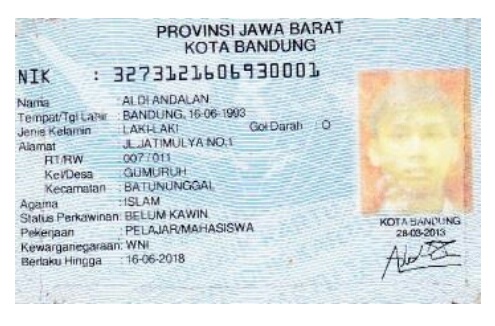 PROVINSI JAWA BARAT
KOTA BANDUNG
NIK : 3273121606930001
Nama : ALDI ANDALAN
Tempat/Tgl Lahir : BANDUNG, 16-06-1993
Jenis Kelamin : LAKI-LAKI Gol Darah : O
Alamat : JL.JATIMULYA NO.1
RT/RW : 007 / 011
Kel/Desa : GUMURUH
Kecamatan : BATUNUNGGAL
Agama : ISLAM
Status Perkawinan: BELUM KAWIN
Pekerjaan : PELAJAR/MAHASISWA
Kewarganegaraan: WNI
Berlaku Hingga : 16-06-2018
KOTA BANDUNG
28-03-2013